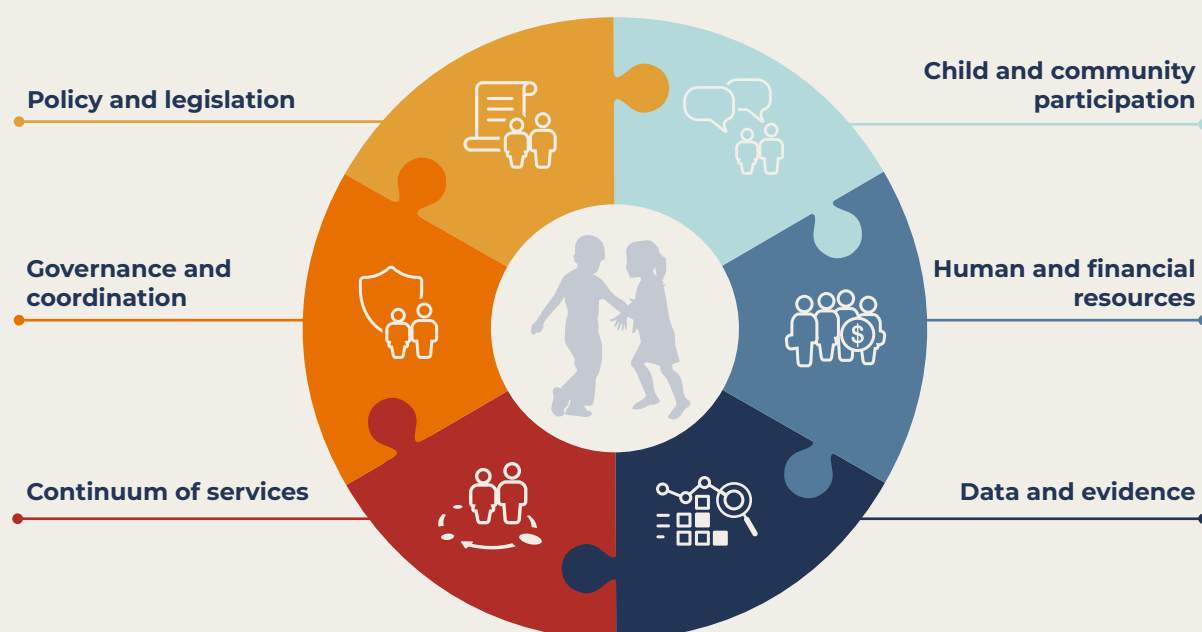 Policy and legislation
Governance and
coordination
Continuum of services
Child and community
participation
Human and financial
resources
$
Data and evidence